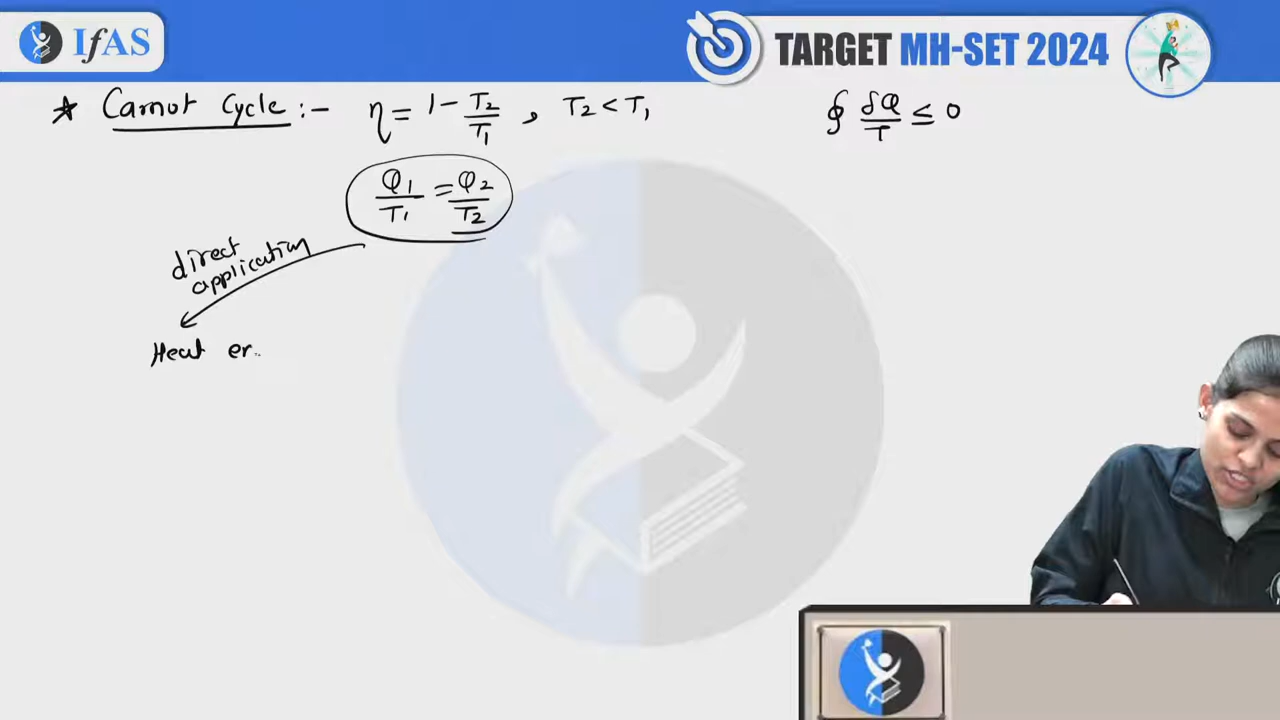 IfAS
TARGET MH-SET 2024
* Carnot Cycle :- η = 1 - T₂/T₁ , T₂ < T₁
∮ δQ/T ≤ 0
Q₁/T₁ = Q₂/T₂
direct
application
Heat er